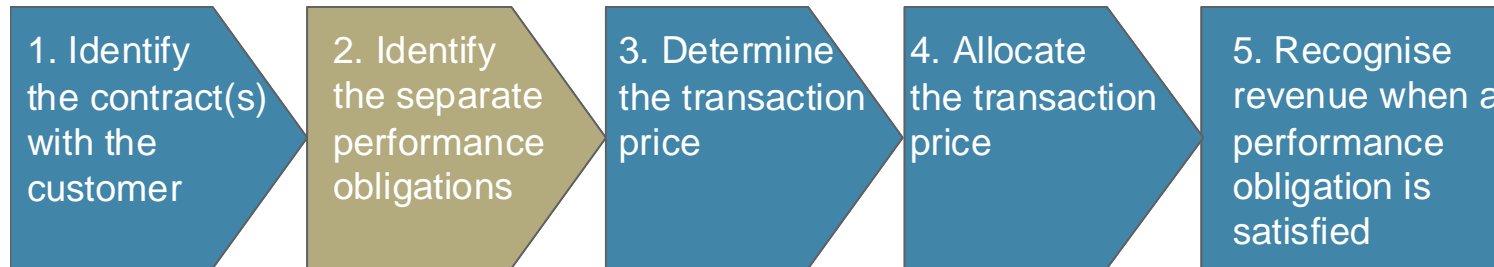 1. Identify
the contract(s)
with the
customer
2. Identify
the separate
performance
obligations
3. Determine
the transaction
price
4. Allocate
the transaction
price
5. Recognise
revenue when a
performance
obligation is
satisfied